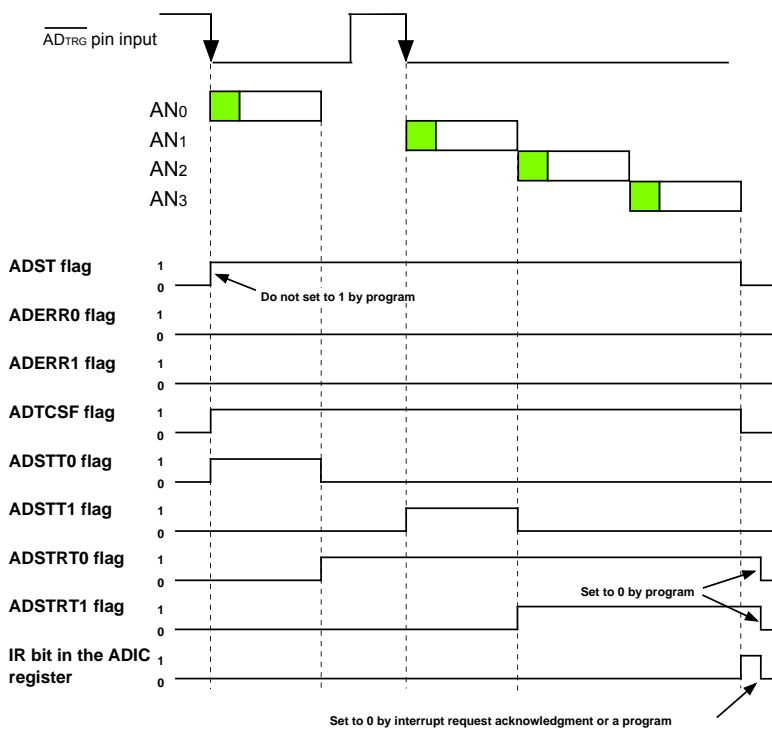 ADTRG pin input
AN0
AN1
AN2
AN3
ADST flag 1
0
Do not set to 1 by program
ADERR0 flag 1
0
ADERR1 flag 1
0
ADTCSF flag 1
0
ADSTT0 flag 1
0
ADSTT1 flag 1
0
ADSTRT0 flag 1
0
Set to 0 by program
ADSTRT1 flag 1
0
IR bit in the ADIC 1
register 0
Set to 0 by interrupt request acknowledgment or a program